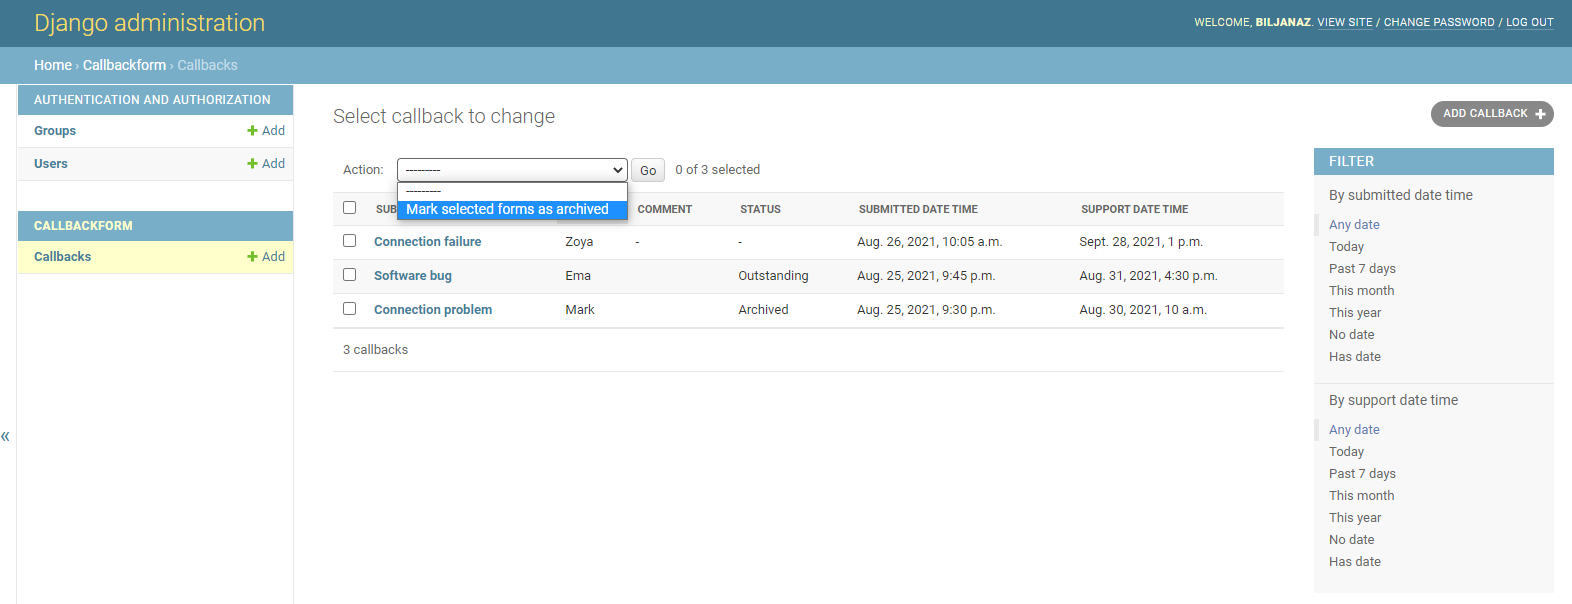 Django administration
WELCOME, BILJANAZ. VIEW SITE / CHANGE PASSWORD / LOG OUT
Home › Callbackform › Callbacks
AUTHENTICATION AND AUTHORIZATION
Groups + Add
Users + Add
CALLBACKFORM
Callbacks + Add
«
Select callback to change
ADD CALLBACK +
Action: --------- Go 0 of 3 selected
---------
Mark selected forms as archived
COMMENT STATUS SUBMITTED DATE TIME SUPPORT DATE TIME
Connection failure Zoya - - Aug. 26, 2021, 10:05 a.m. Sept. 28, 2021, 1 p.m.
Software bug Ema Outstanding Aug. 25, 2021, 9:45 p.m. Aug. 31, 2021, 4:30 p.m.
Connection problem Mark Archived Aug. 25, 2021, 9:30 p.m. Aug. 30, 2021, 10 a.m.
3 callbacks
FILTER
By submitted date time
Any date
Today
Past 7 days
This month
This year
No date
Has date
By support date time
Any date
Today
Past 7 days
This month
This year
No date
Has date